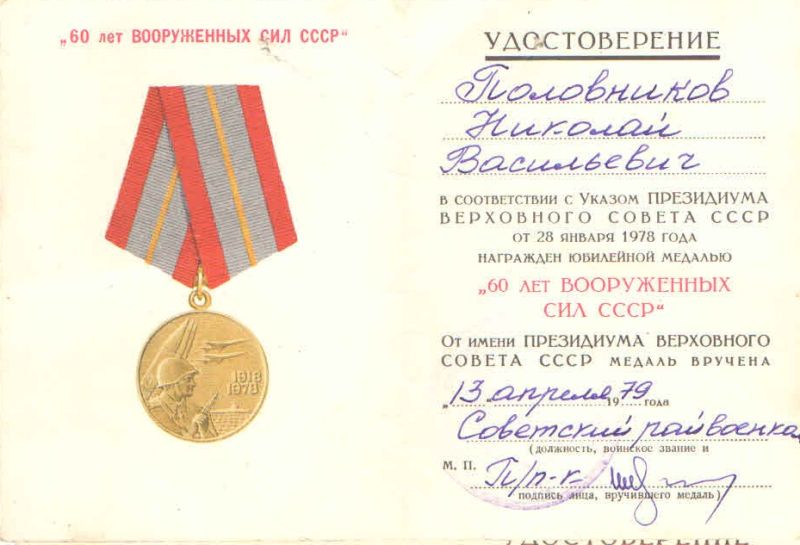 „60 лет ВООРУЖЕННЫХ СИЛ СССР“
1918
1978
УДОСТОВЕРЕНИЕ
Половников
Николай
Васильевич
в соответствии с Указом ПРЕЗИДИУМА
ВЕРХОВНОГО СОВЕТА СССР
от 28 января 1978 года
награжден юбилейной медалью
„60 лет ВООРУЖЕННЫХ
СИЛ СССР“
От имени ПРЕЗИДИУМА ВЕРХОВНОГО
СОВЕТА СССР медаль вручена
„13 апреля 1979 года
Советский райвоенко
(должность, воинское звание и
М. П. П/п-к
подпись лица, вручившего медаль)
УДОСТОВЕРЕНИЕ